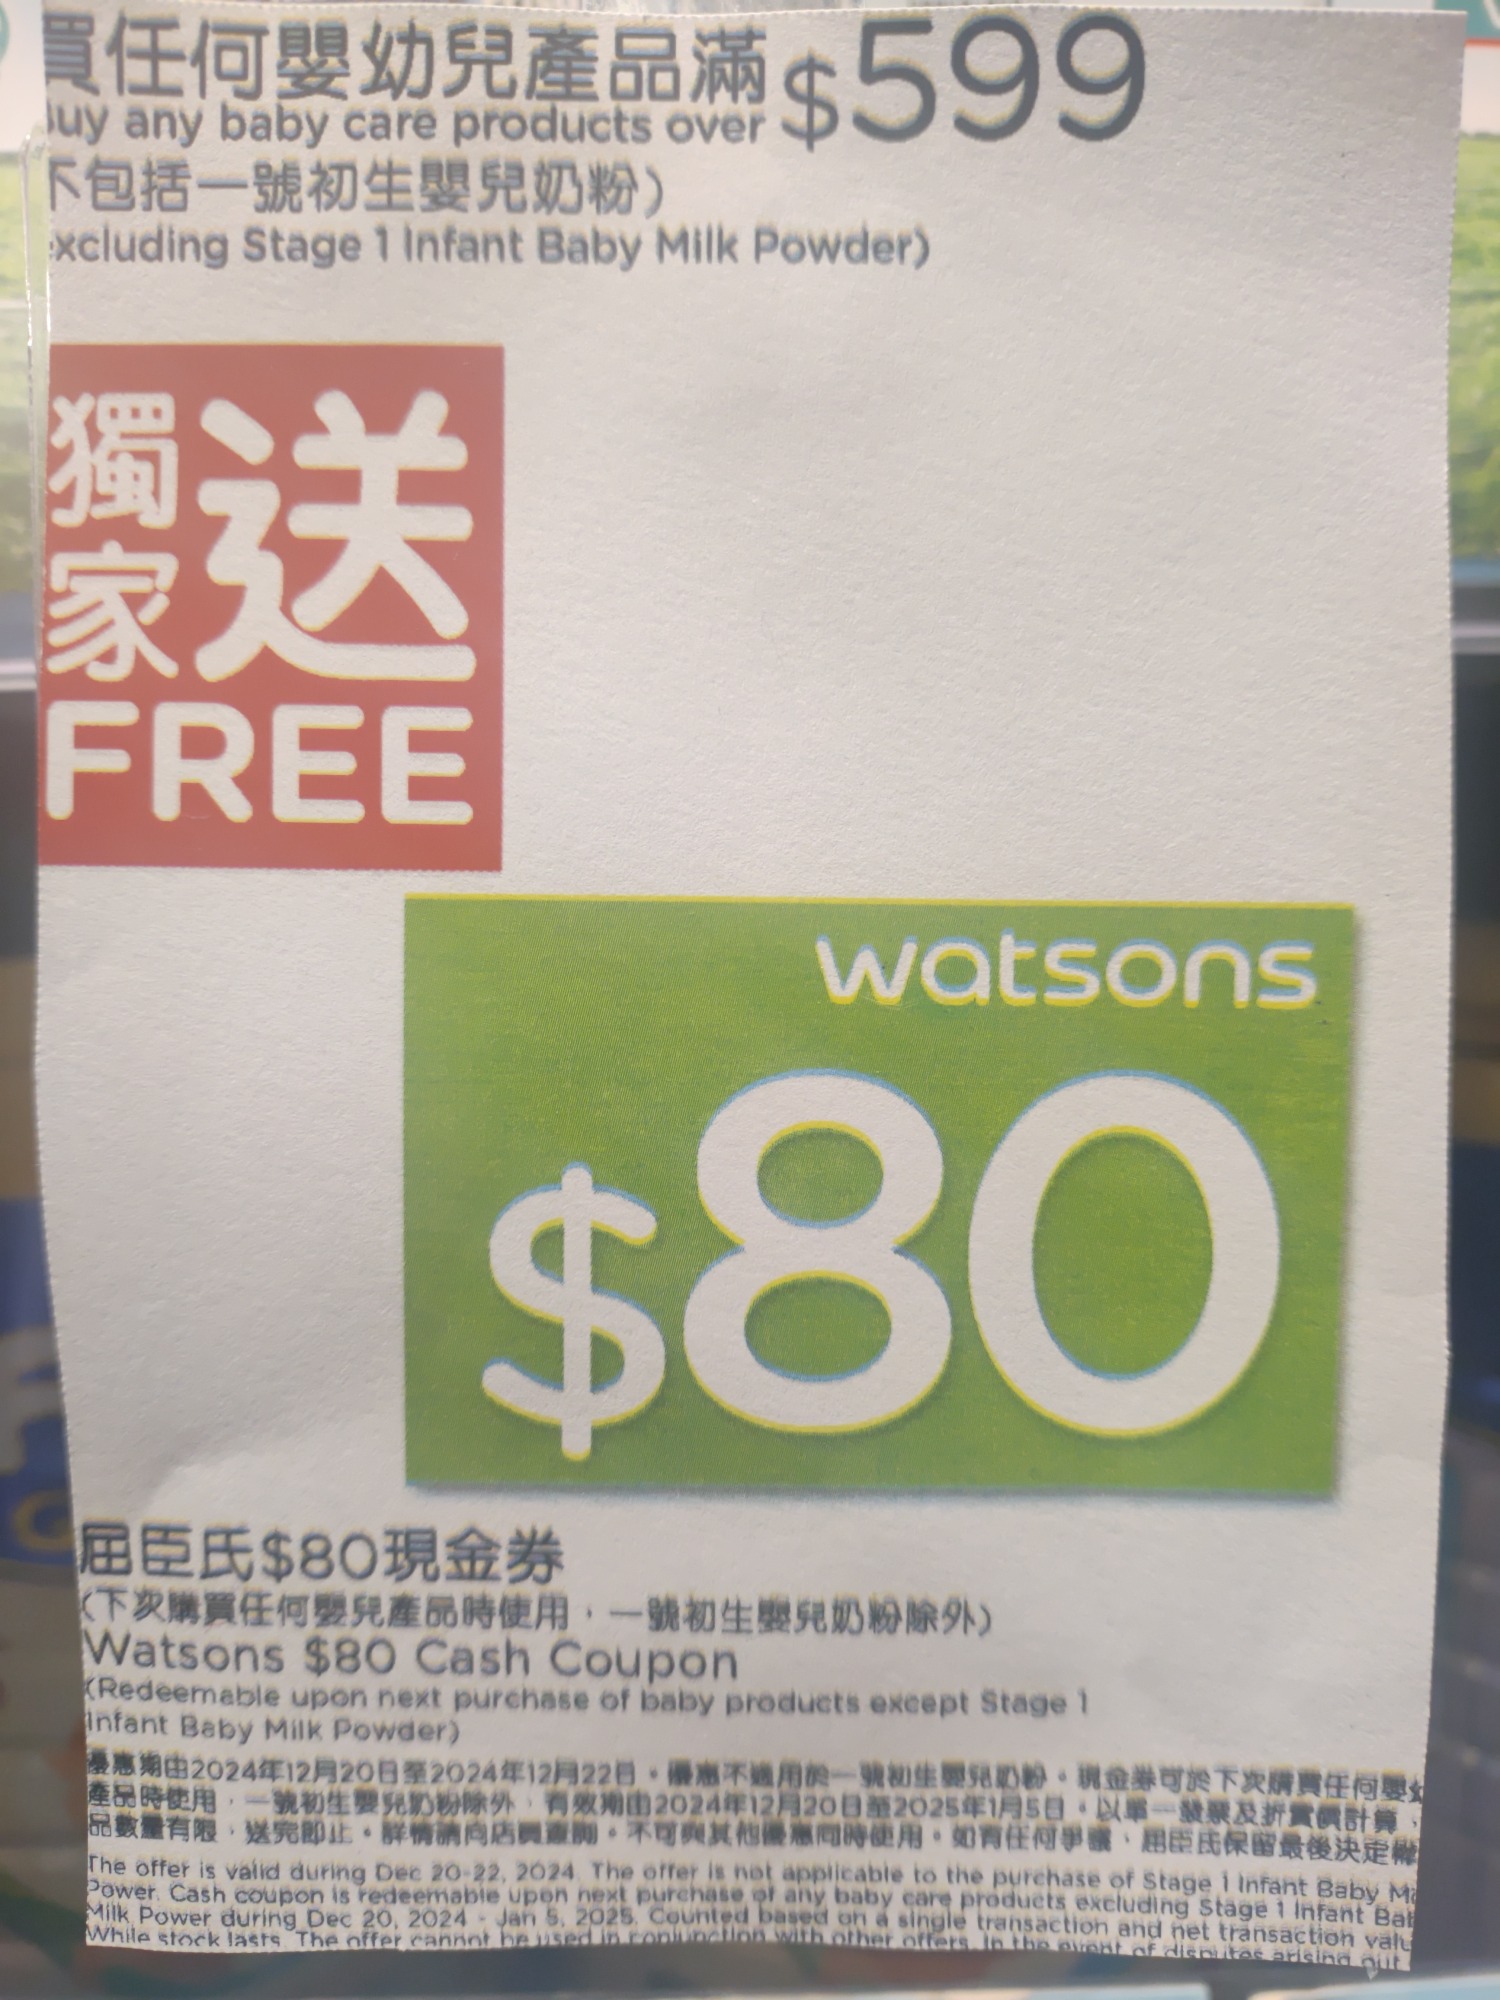 買任何嬰幼兒產品滿$599
uy any baby care products over
不包括一號初生嬰兒奶粉)
excluding Stage 1 Infant Baby Milk Powder)
獨家送
FREE
watsons
$80
屈臣氏$80現金券
(下次購買任何嬰兒產品時使用，一號初生嬰兒奶粉除外)
Watsons $80 Cash Coupon
(Redeemable upon next purchase of baby products except Stage 1
Infant Baby Milk Powder)
優惠期由2024年12月20日至2024年12月22日。優惠不適用於一號初生嬰兒奶粉。現金券可於下次購買任何嬰幼
產品時使用，一號初生嬰兒奶粉除外，有效期由2024年12月20日至2025年1月5日。以單一發票及折實價計算，
品數量有限，送完即止。詳情請向店員查詢。不可與其他優惠同時使用。如有任何爭議，屈臣氏保留最後決定權
The offer is valid during Dec 20-22, 2024. The offer is not applicable to the purchase of Stage 1 Infant Baby
Power. Cash coupon is redeemable upon next purchase of any baby care products excluding Stage 1 Infant Bab
Milk Power during Dec 20, 2024 - Jan 5, 2025. Counted based on a single transaction and net transaction valu
While stock lasts. The offer cannot be used in conjunction with other offers. In the event of disputes arising out